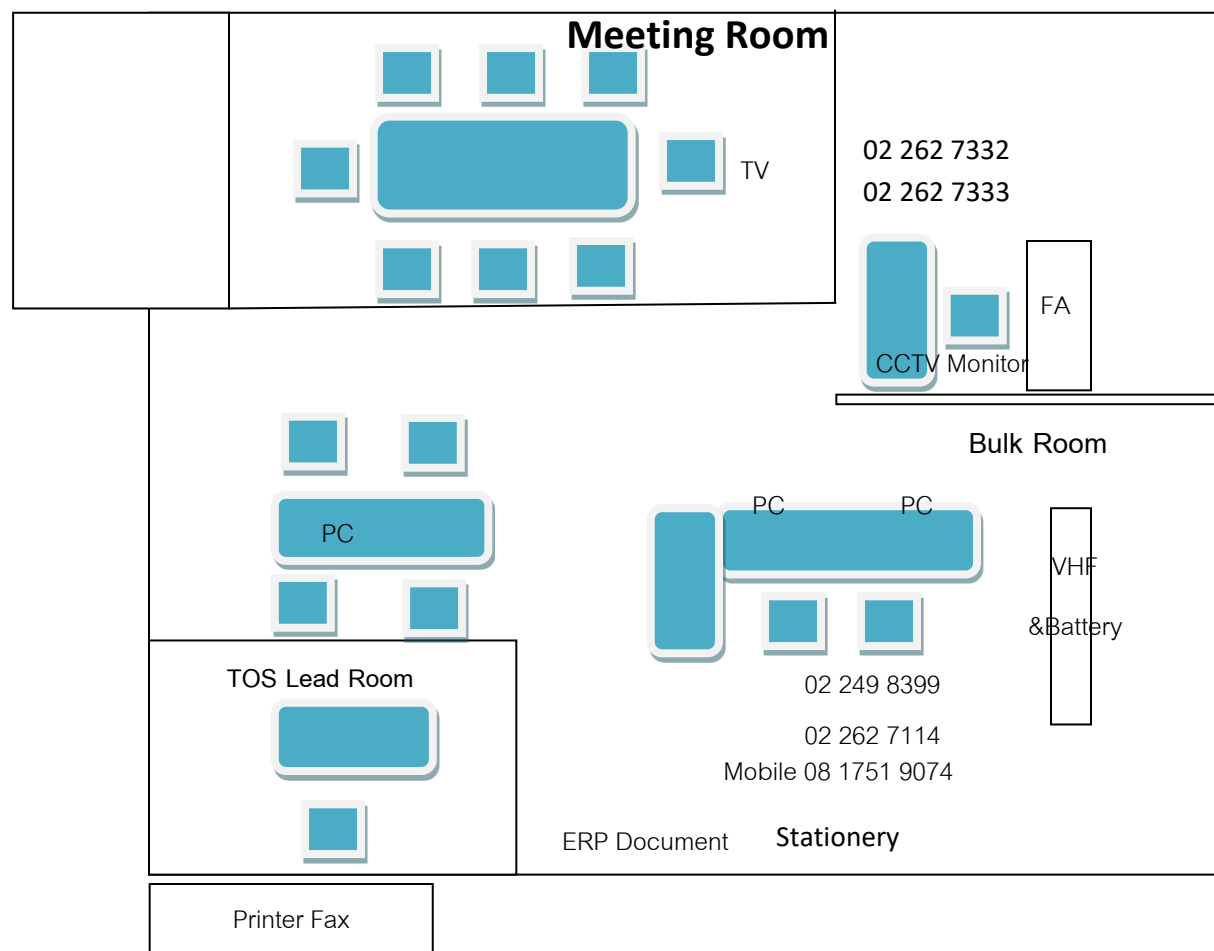 Meeting Room
TV
02 262 7332
02 262 7333
FA
CCTV Monitor
Bulk Room
PC
PC
PC
VHF
&Battery
TOS Lead Room
02 249 8399
02 262 7114
Mobile 08 1751 9074
ERP Document
Stationery
Printer Fax